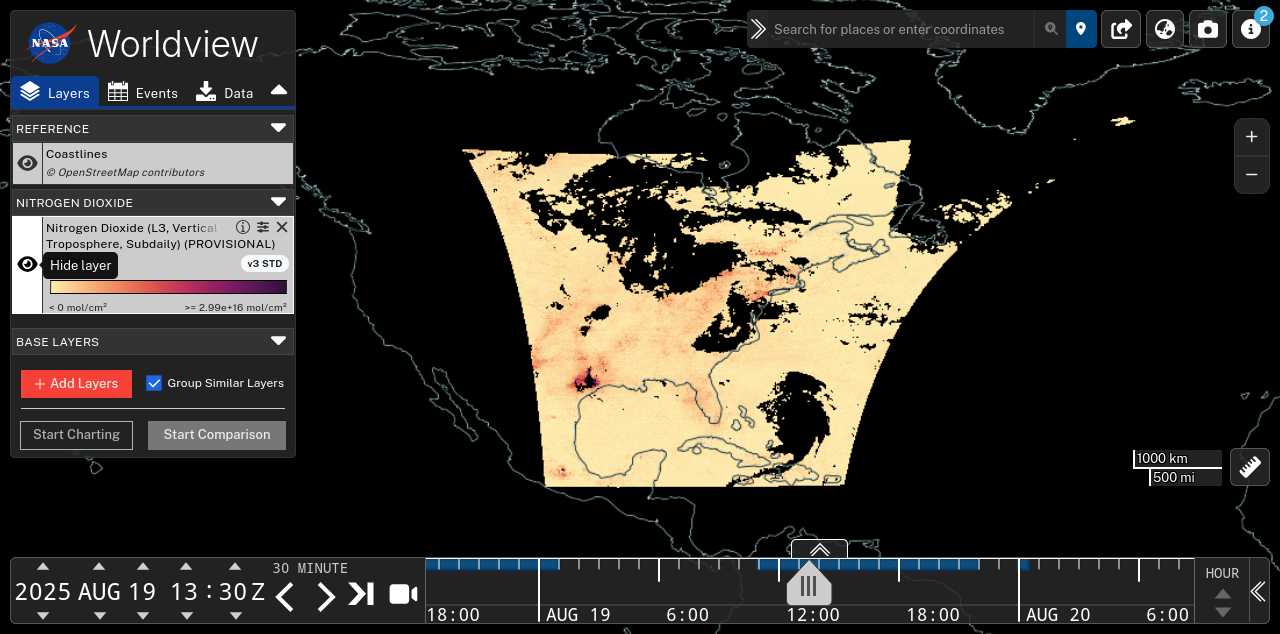 NASA
Worldview
Layers
Events
Data
REFERENCE
Coastlines
© OpenStreetMap contributors
NITROGEN DIOXIDE
Nitrogen Dioxide (L3, Vertical
Troposphere, Subdaily) (PROVISIONAL)
Hide layer
v3 STD
< 0 mol/cm²
>= 2.99e+16 mol/cm²
BASE LAYERS
+ Add Layers
Group Similar Layers
Start Charting
Start Comparison
Search for places or enter coordinates
2
+
−
1000 km
500 mi
2025 AUG 19 13 : 30 Z
30 MINUTE
18:00
AUG 19
6:00
12:00
18:00
AUG 20
6:00
HOUR